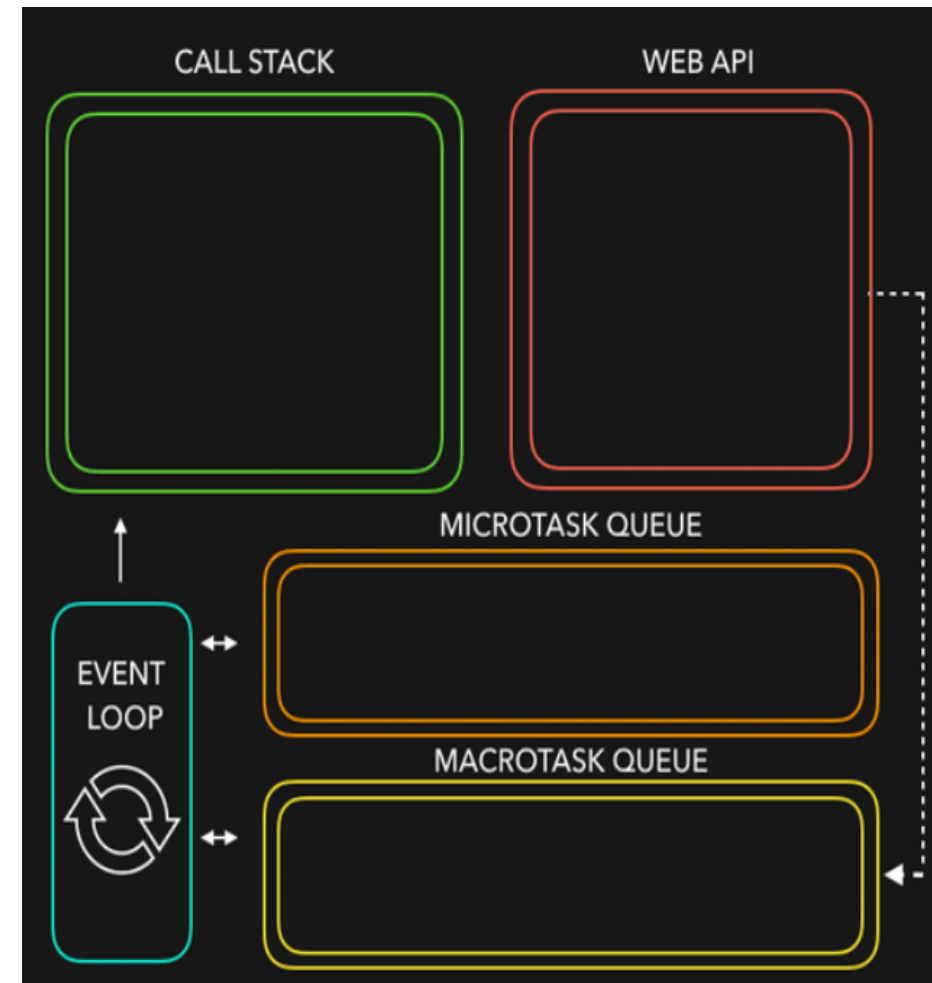 CALL STACK
WEB API
MICROTASK QUEUE
EVENT
LOOP
MACROTASK QUEUE